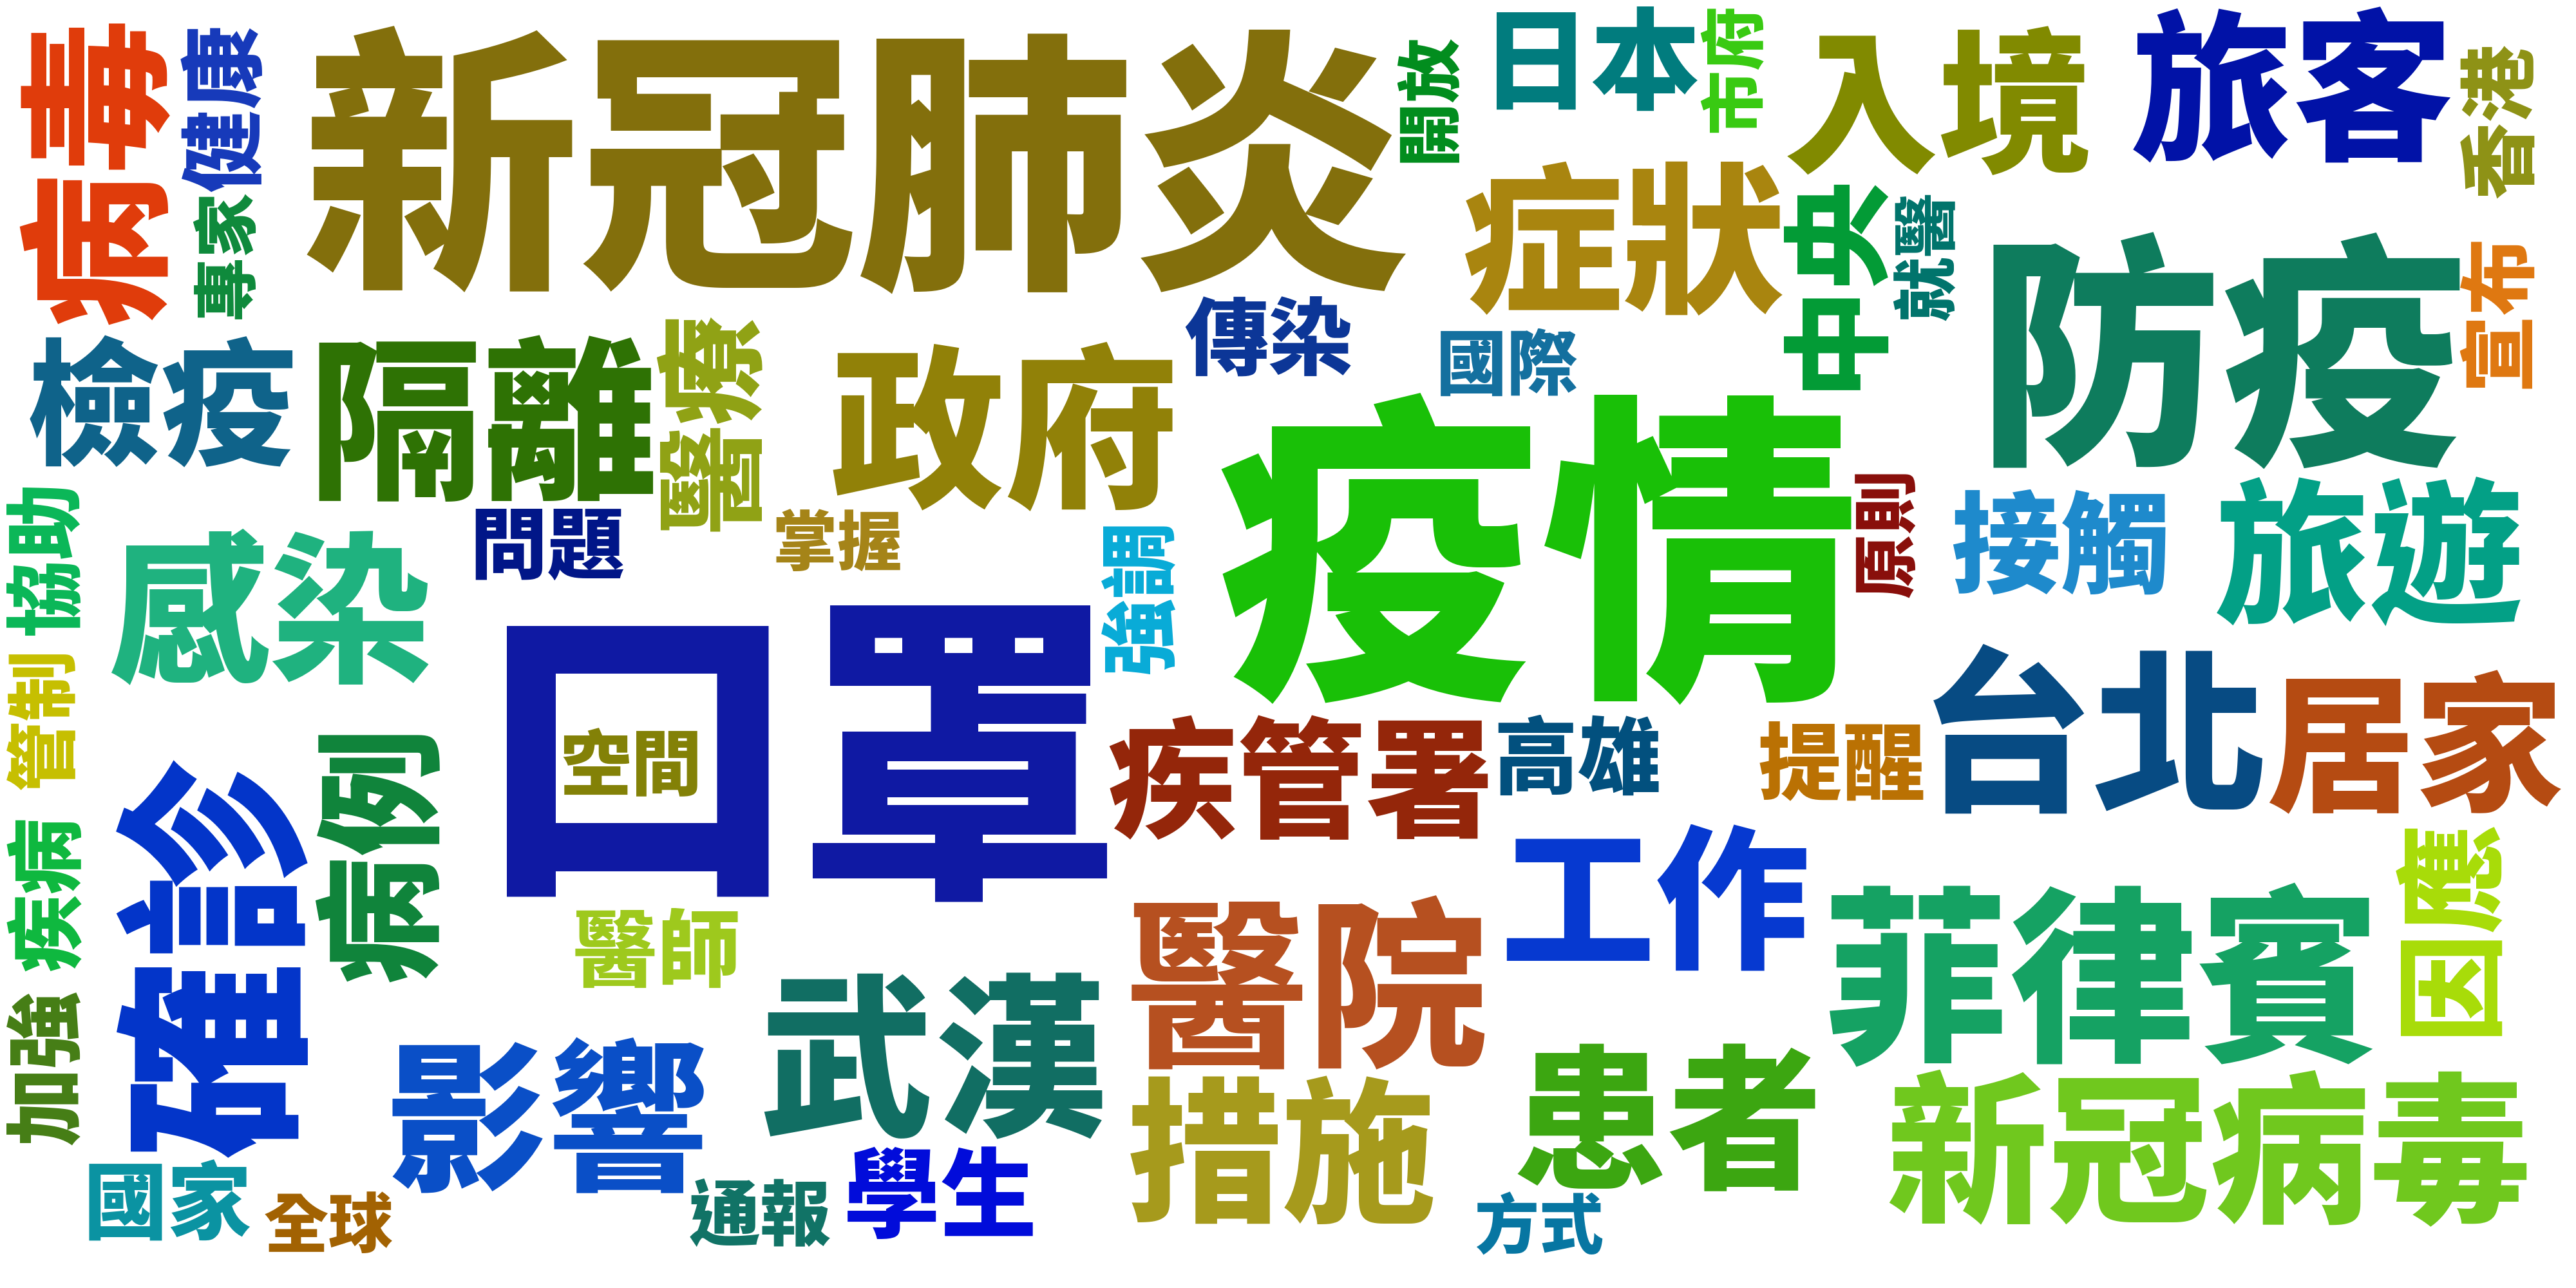 病毒
健康
專家
新冠肺炎
開放
日本
市府
入境
旅客
香港
症狀
中央
就醫
防疫
宣布
檢疫
隔離
醫療
政府
傳染
國際
疫情
協助
感染
問題
掌握
強調
原則
接觸
旅遊
管制
確診
病例
口罩
空間
疾管署
高雄
提醒
台北
居家
疾病
醫師
醫院
工作
菲律賓
因應
加強
影響
武漢
措施
患者
新冠病毒
國家
全球
通報
學生
方式